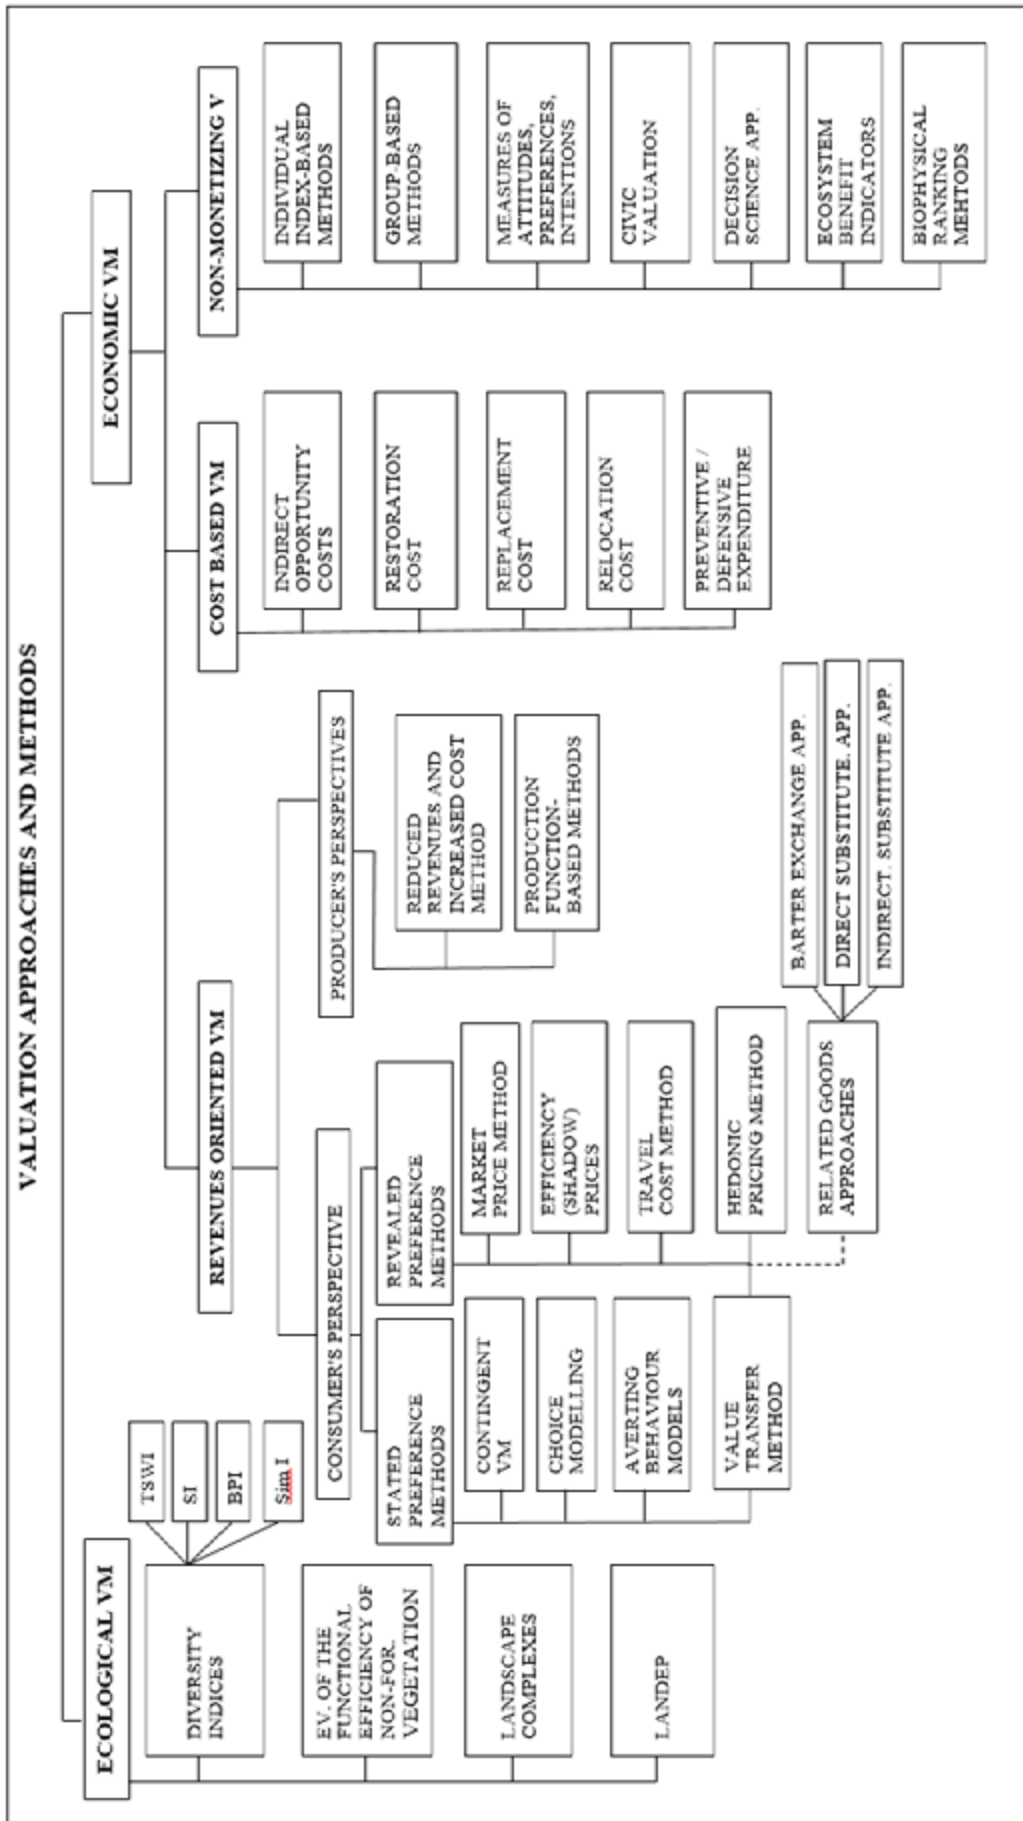 VALUATION APPROACHES AND METHODS
ECOLOGICAL VM
DIVERSITY
INDICES
TSWI
SI
BPI
Sim I
EV. OF THE
FUNCTIONAL
EFFICIENCY OF
NON-FOR.
VEGETATION
LANDSCAPE
COMPLEXES
LANDEP
ECONOMIC VM
REVENUES ORIENTED VM
CONSUMER'S PERSPECTIVE
STATED
PREFERENCE
METHODS
CONTINGENT
VM
CHOICE
MODELLING
AVERTING
BEHAVIOUR
MODELS
VALUE
TRANSFER
METHOD
REVEALED
PREFERENCE
METHODS
MARKET
PRICE METHOD
EFFICIENCY
(SHADOW)
PRICES
TRAVEL
COST METHOD
HEDONIC
PRICING METHOD
RELATED GOODS
APPROACHES
BARTER EXCHANGE APP.
DIRECT SUBSTITUTE. APP.
INDIRECT. SUBSTITUTE APP.
PRODUCER'S PERSPECTIVES
REDUCED
REVENUES AND
INCREASED COST
METHOD
PRODUCTION
FUNCTION-
BASED METHODS
COST BASED VM
INDIRECT
OPPORTUNITY
COSTS
RESTORATION
COST
REPLACEMENT
COST
RELOCATION
COST
PREVENTIVE /
DEFENSIVE
EXPENDITURE
NON-MONETIZING V
INDIVIDUAL
INDEX-BASED
METHODS
GROUP-BASED
METHODS
MEASURES OF
ATTITUDES,
PREFERENCES,
INTENTIONS
CIVIC
VALUATION
DECISION
SCIENCE APP.
ECOSYSTEM
BENEFIT
INDICATORS
BIOPHYSICAL
RANKING
MEHTODS